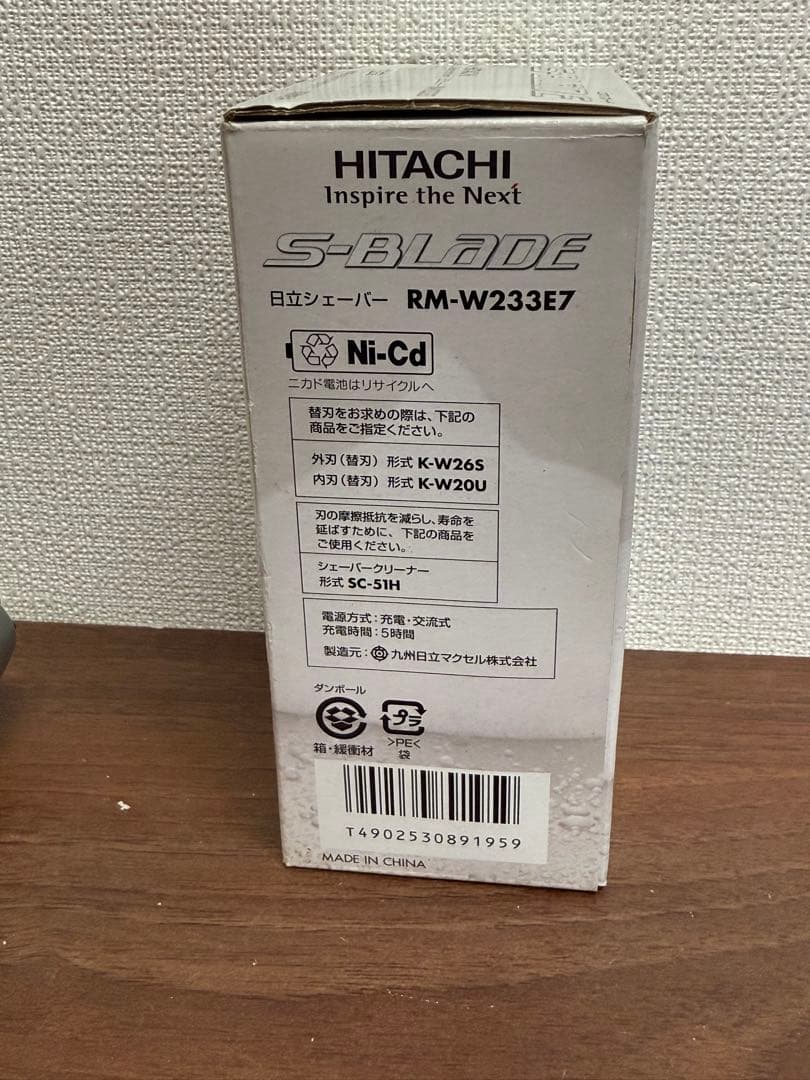 HITACHI
Inspire the Next
S-BLADE
日立シェーバー RM-W233E7
Ni-Cd
ニカド電池はリサイクルへ
替刃をお求めの際は、下記の
商品をご指定ください。
外刃(替刃) 形式 K-W26S
内刃(替刃) 形式 K-W20U
刃の摩擦抵抗を減らし、寿命を
延ばすために、下記の商品を
ご使用ください。
シェーバークリーナー
形式 SC-51H
電源方式:充電・交流式
充電時間:5時間
製造元: 九州日立マクセル株式会社
ダンボール
箱・緩衝材
プラ
>PE<
袋
T4902530891959
MADE IN CHINA